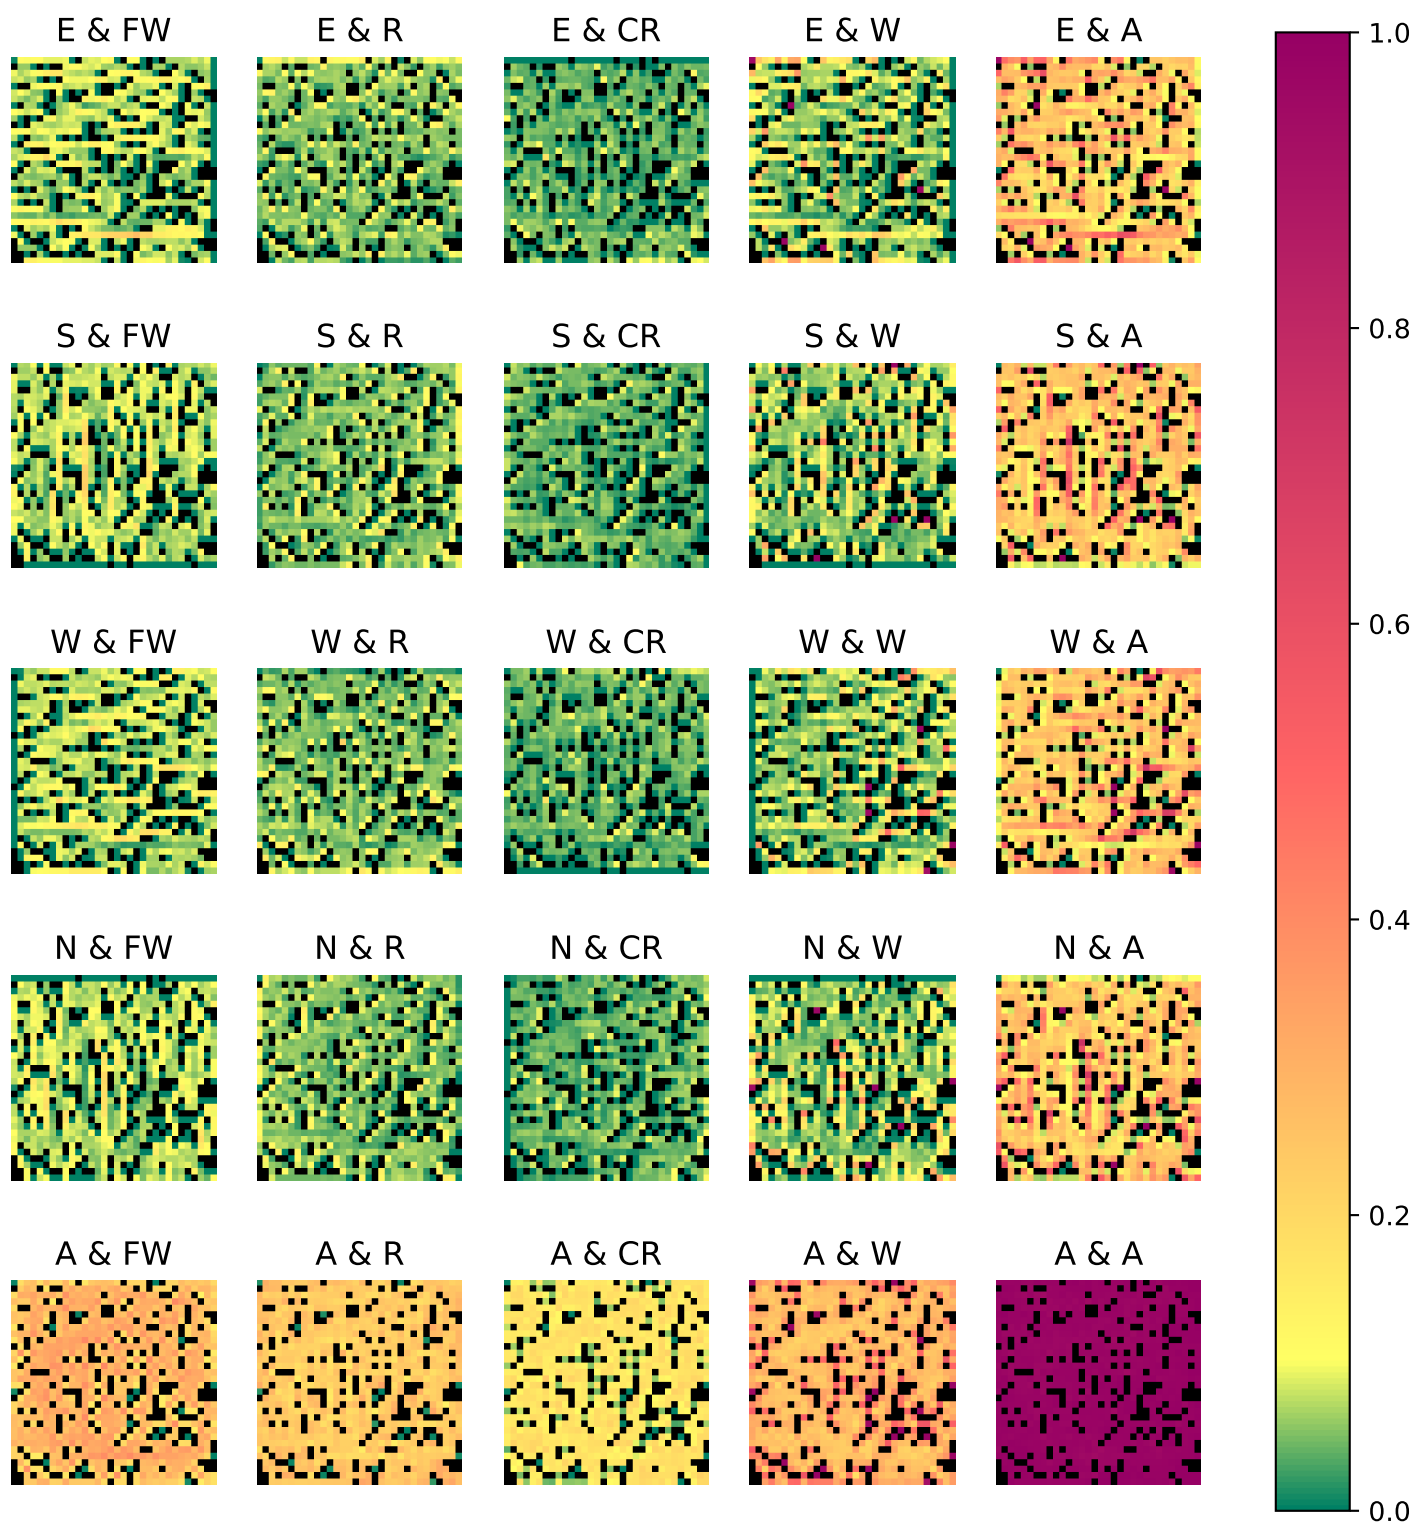 E & FW E & R E & CR E & W E & A
S & FW S & R S & CR S & W S & A
W & FW W & R W & CR W & W W & A
N & FW N & R N & CR N & W N & A
A & FW A & R A & CR A & W A & A
1.0
0.8
0.6
0.4
0.2
0.0